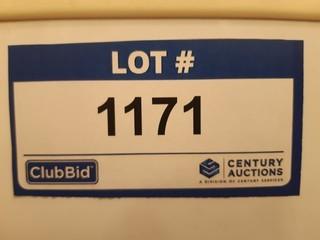 LOT #
1171
ClubBid
CENTURY
AUCTIONS
A DIVISION OF CENTURY SERVICES